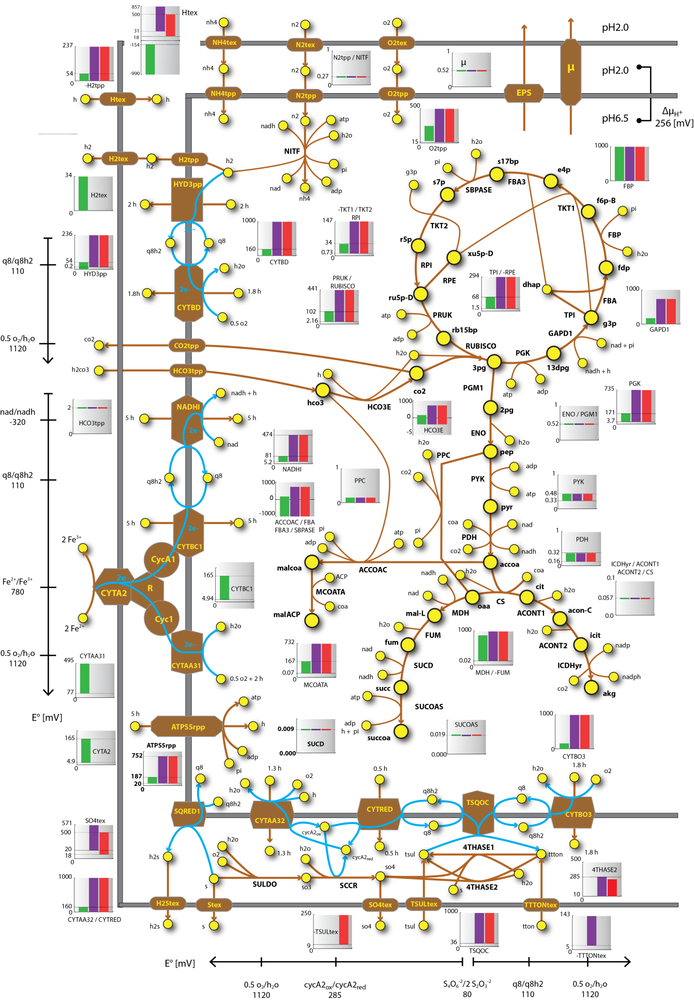 857
500
31
18
-154
-990
Htex
237
54
0
-H2tpp
nh4
NH4tex
nh4
NH4tpp
nh4
n2
N2tex
n2
N2tpp
n2
o2
O2tex
o2
O2tpp
o2
1
N2tpp / NITF
0.27
0
1
μ
0.52
0
EPS
μ
pH2.0
pH2.0
pH6.5
ΔμH+
256 [mV]
h
Htex
h
nadh
atp
h2o
NITF
pi
nad
nh4
adp
500
15
0
O2tpp
1000
0
FBP
h2
H2tex
h2
H2tpp
h2
HYD3pp
2 h
2 h
2e-
q8h2
q8
h2o
2e-
1.8h
1.8 h
CYTBD
0.5 o2
34
H2tex
0
236
54
0.2
0
HYD3pp
q8/q8h2
110
0.5 o2/h2o
1120
1000
160
0
CYTBD
-TKT1 / TKT2
RPI
147
34
0.73
0
PRUK /
RUBISCO
441
102
2.16
0
h2o
pi
g3p
s17bp
e4p
s7p
SBPASE
FBA3
f6p-B
TKT1
pi
TKT2
FBP
r5p
h2o
xu5p-D
RPI
fdp
RPE
TPI / -RPE
294
68
1.5
0
dhap
ru5p-D
FBA
TPI
g3p
1000
0
GAPD1
atp
PRUK
adp
rb15bp
GAPD1
nad + pi
RUBISCO
PGK
3pg
13dpg
nadh + h
atp
adp
co2
CO2tpp
h2co3
HCO3tpp
h
h2o
hco3
co2
HCO3E
PGM1
2pg
ENO
h2o
pep
PGK
735
171
3.7
0
1
ENO / PGM1
0.52
0
1000
0
-5
HCO3E
nad/nadh
-320
2
HCO3tpp
0
NADHI
nadh + h
5 h
5 h
2e-
nad
474
81
5.2
0
NADHI
q8/q8h2
110
q8h2
q8
h2o
PPC
co2
pi
1
PPC
0
adp
PYK
atp
pyr
1
PYK
0.48
0.33
0
1000
0
-1000
ACCOAC / FBA
FBA3 / SBPASE
5 h
5 h
2e-
CYTBC1
2 Fe3+
CycA1
2e-
CYTA2
R
Cyc1
2 Fe2+
Fe2+/Fe3+
780
0.5 o2/h2o
1120
pi
adp
atp
malcoa
ACCOAC
ACP
MCOATA
coa
malACP
coa
nad
PDH
co2
nadh
accoa
1
PDH
0.32
0.16
0
165
CYTBC1
4.94
0
nadh
h2o
coa
nad
cit
h2o
oaa
CS
MDH
ACONT1
acon-C
mal-L
h2o
FUM
fum
h2o
icit
ACONT2
nadp
ICDHyr
nadph
co2
akg
ICDHyr / ACONT1
ACONT2 / CS
0.1
0.057
0.0
nad
SUCD
nadh
succ
atp
SUCOAS
adp
h + pi
succoa
1000
0.02
0
MDH / -FUM
h2o
2e-
CYTAA31
0.5 o2 + 2 h
CYTAA31
495
77
0
732
167
0.07
0
MCOATA
E° [mV]
atp
5 h
ATPS5rpp
h
adp
pi
165
CYTA2
4.9
0
ATPS5rpp
752
187
20
0
0.009
SUCD
0.000
SUCOAS
0.019
0.000
1000
0
CYTBO3
q8
q8h2
SQRED1
h2o
1.3 h
o2
h
CYTAA32
1.3 h
0.5 h
CYTRED
0.5 h
cycA2ox
cycA2red
q8h2
q8
TSQOC
q8
q8h2
h2o
1.8 h
o2
CYTBO3
1.8 h
SO4tex
571
500
20
18
0
1000
160
0
CYTAA32 / CYTRED
h2s
h2o
o2
s
SULDO
h2o
so3
SCCR
so4
tsul
4THASE1
ttton
s
4THASE2
h2o
500
4THASE2
285
10
0
H2Stex
h2s
Stex
s
SO4tex
so4
TSULtex
tsul
TTTONtex
tton
250
-TSULtex
9
0
1000
36
0
TSQOC
143
5
0
-TTTONtex
E° [mV]
0.5 o2/h2o
1120
cycA2ox/cycA2red
285
S4O6-2/2 S2O3-2
80
q8/q8h2
110
0.5 o2/h2o
1120